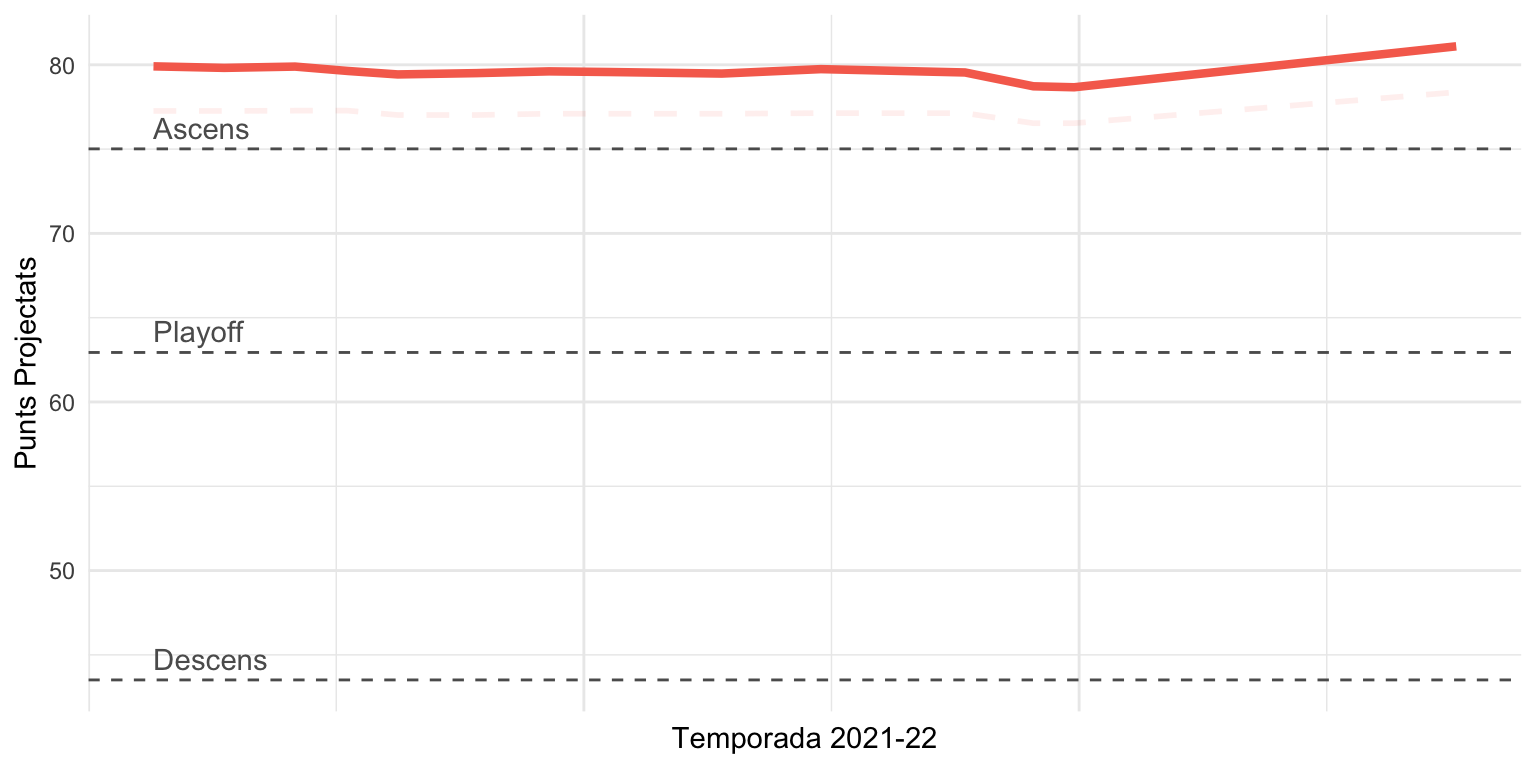 80
Ascens
70
Playoff
60
50
Descens
Punts Projectats
Temporada 2021-22